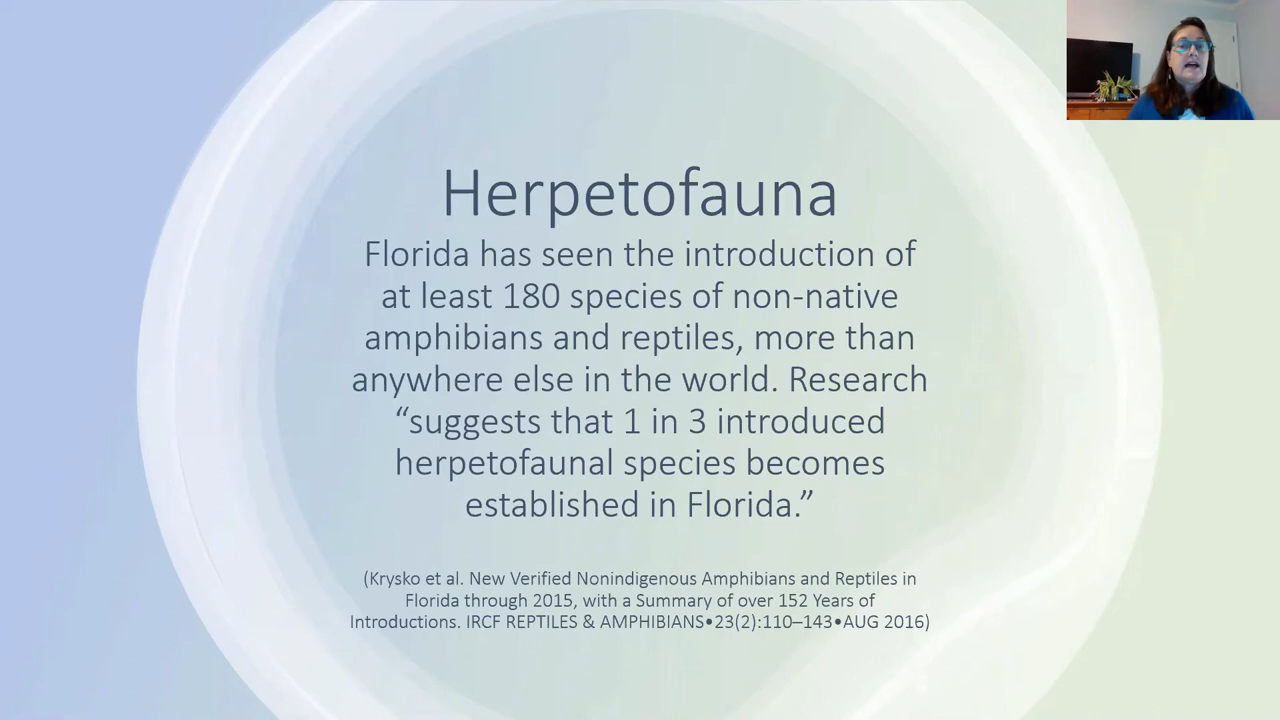 Herpetofauna
Florida has seen the introduction of
at least 180 species of non-native
amphibians and reptiles, more than
anywhere else in the world. Research
“suggests that 1 in 3 introduced
herpetofaunal species becomes
established in Florida.”
(Krysko et al. New Verified Nonindigenous Amphibians and Reptiles in
Florida through 2015, with a Summary of over 152 Years of
Introductions. IRCF REPTILES & AMPHIBIANS•23(2):110–143•AUG 2016)